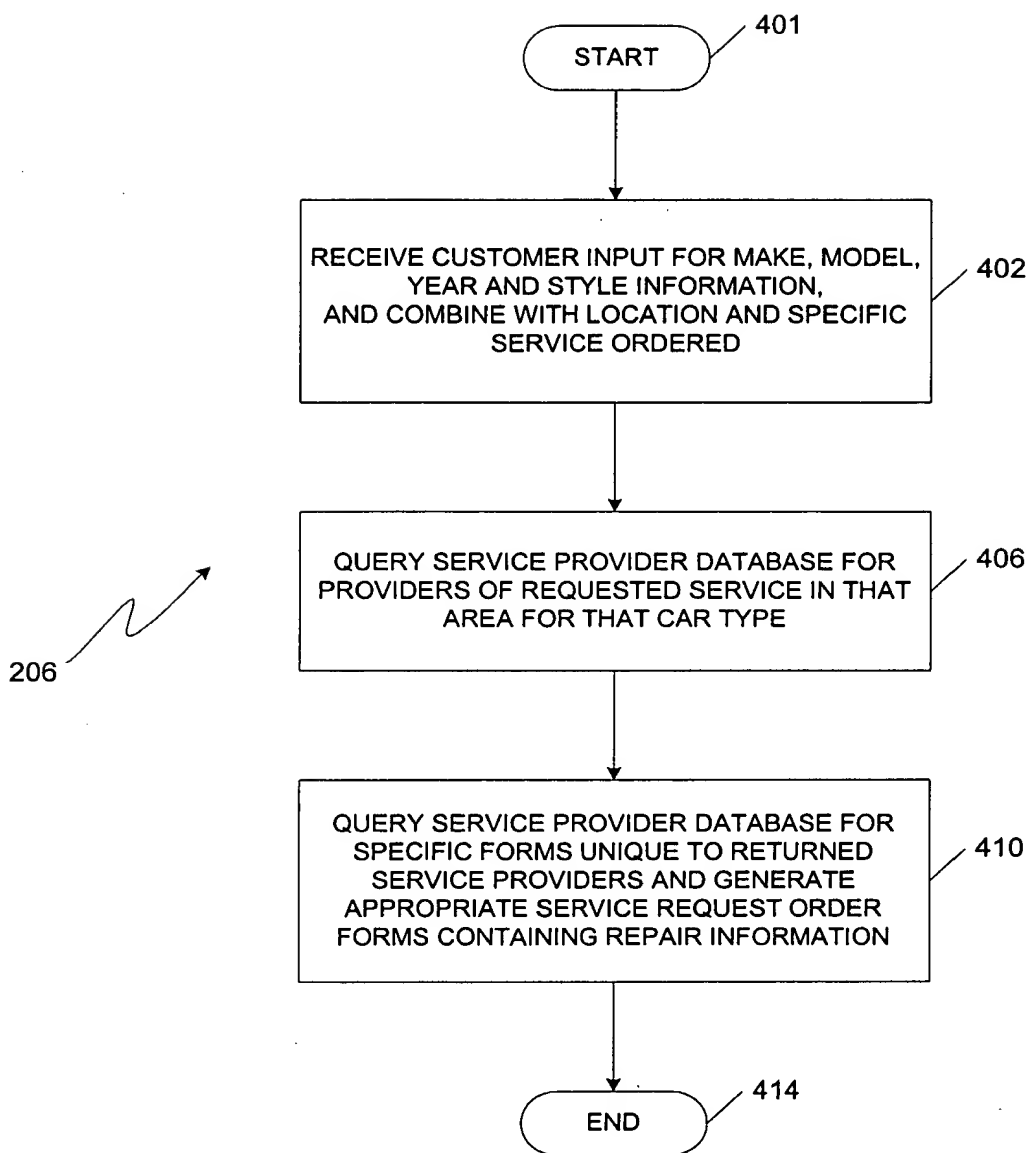 START
401
RECEIVE CUSTOMER INPUT FOR MAKE, MODEL,
YEAR AND STYLE INFORMATION,
AND COMBINE WITH LOCATION AND SPECIFIC
SERVICE ORDERED
402
QUERY SERVICE PROVIDER DATABASE FOR
PROVIDERS OF REQUESTED SERVICE IN THAT
AREA FOR THAT CAR TYPE
406
206
QUERY SERVICE PROVIDER DATABASE FOR
SPECIFIC FORMS UNIQUE TO RETURNED
SERVICE PROVIDERS AND GENERATE
APPROPRIATE SERVICE REQUEST ORDER
FORMS CONTAINING REPAIR INFORMATION
410
END
414